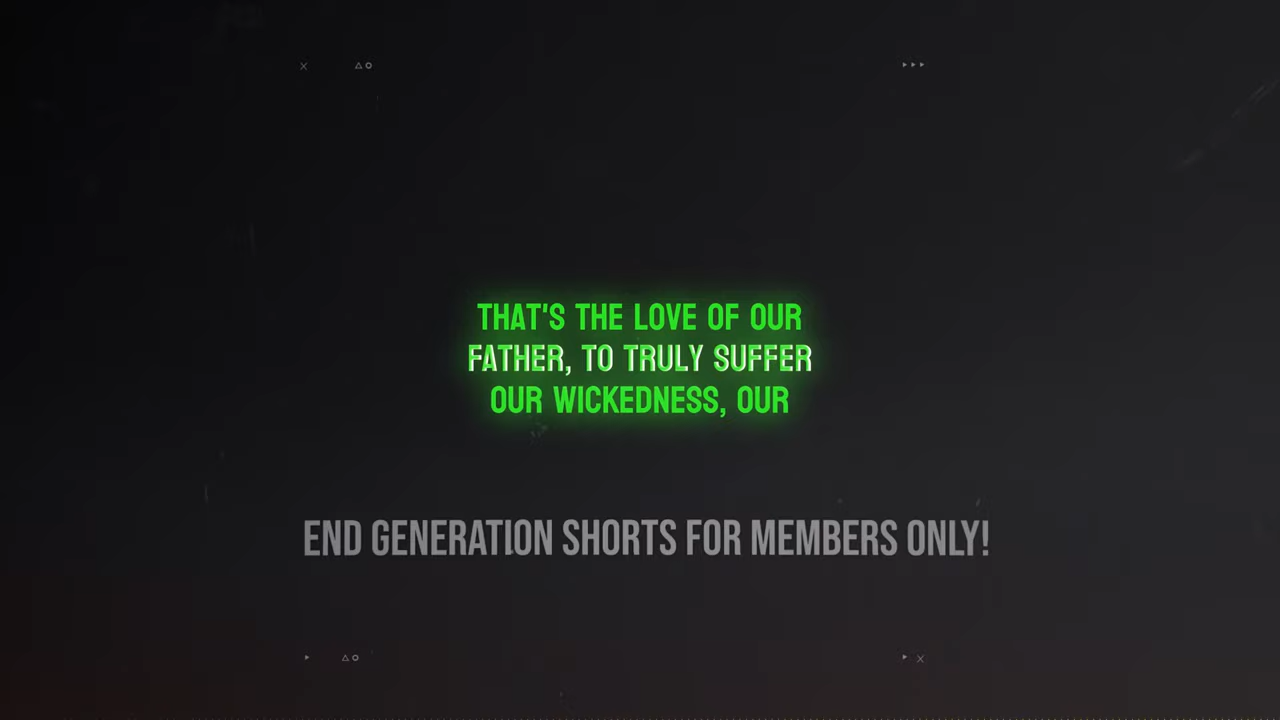 THAT'S THE LOVE OF OUR
FATHER, TO TRULY SUFFER
OUR WICKEDNESS, OUR
END GENERATION SHORTS FOR MEMBERS ONLY!